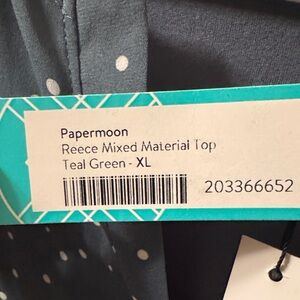 Papermoon
Reece Mixed Material Top
Teal Green - XL
203366652